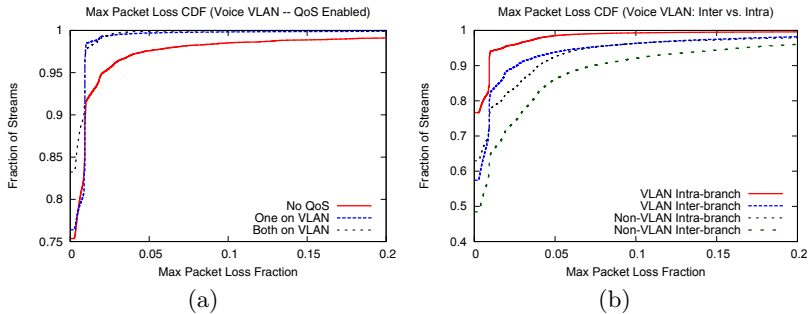 Max Packet Loss CDF (Voice VLAN -- QoS Enabled)
1
0.95
0.9
0.85
0.8
0.75
Fraction of Streams
No QoS
One on VLAN
Both on VLAN
0
0.05
0.1
0.15
0.2
Max Packet Loss Fraction
(a)
Max Packet Loss CDF (Voice VLAN: Inter vs. Intra)
1
0.9
0.8
0.7
0.6
0.5
0.4
Fraction of Streams
VLAN Intra-branch
VLAN Inter-branch
Non-VLAN Intra-branch
Non-VLAN Inter-branch
0
0.05
0.1
0.15
0.2
Max Packet Loss Fraction
(b)